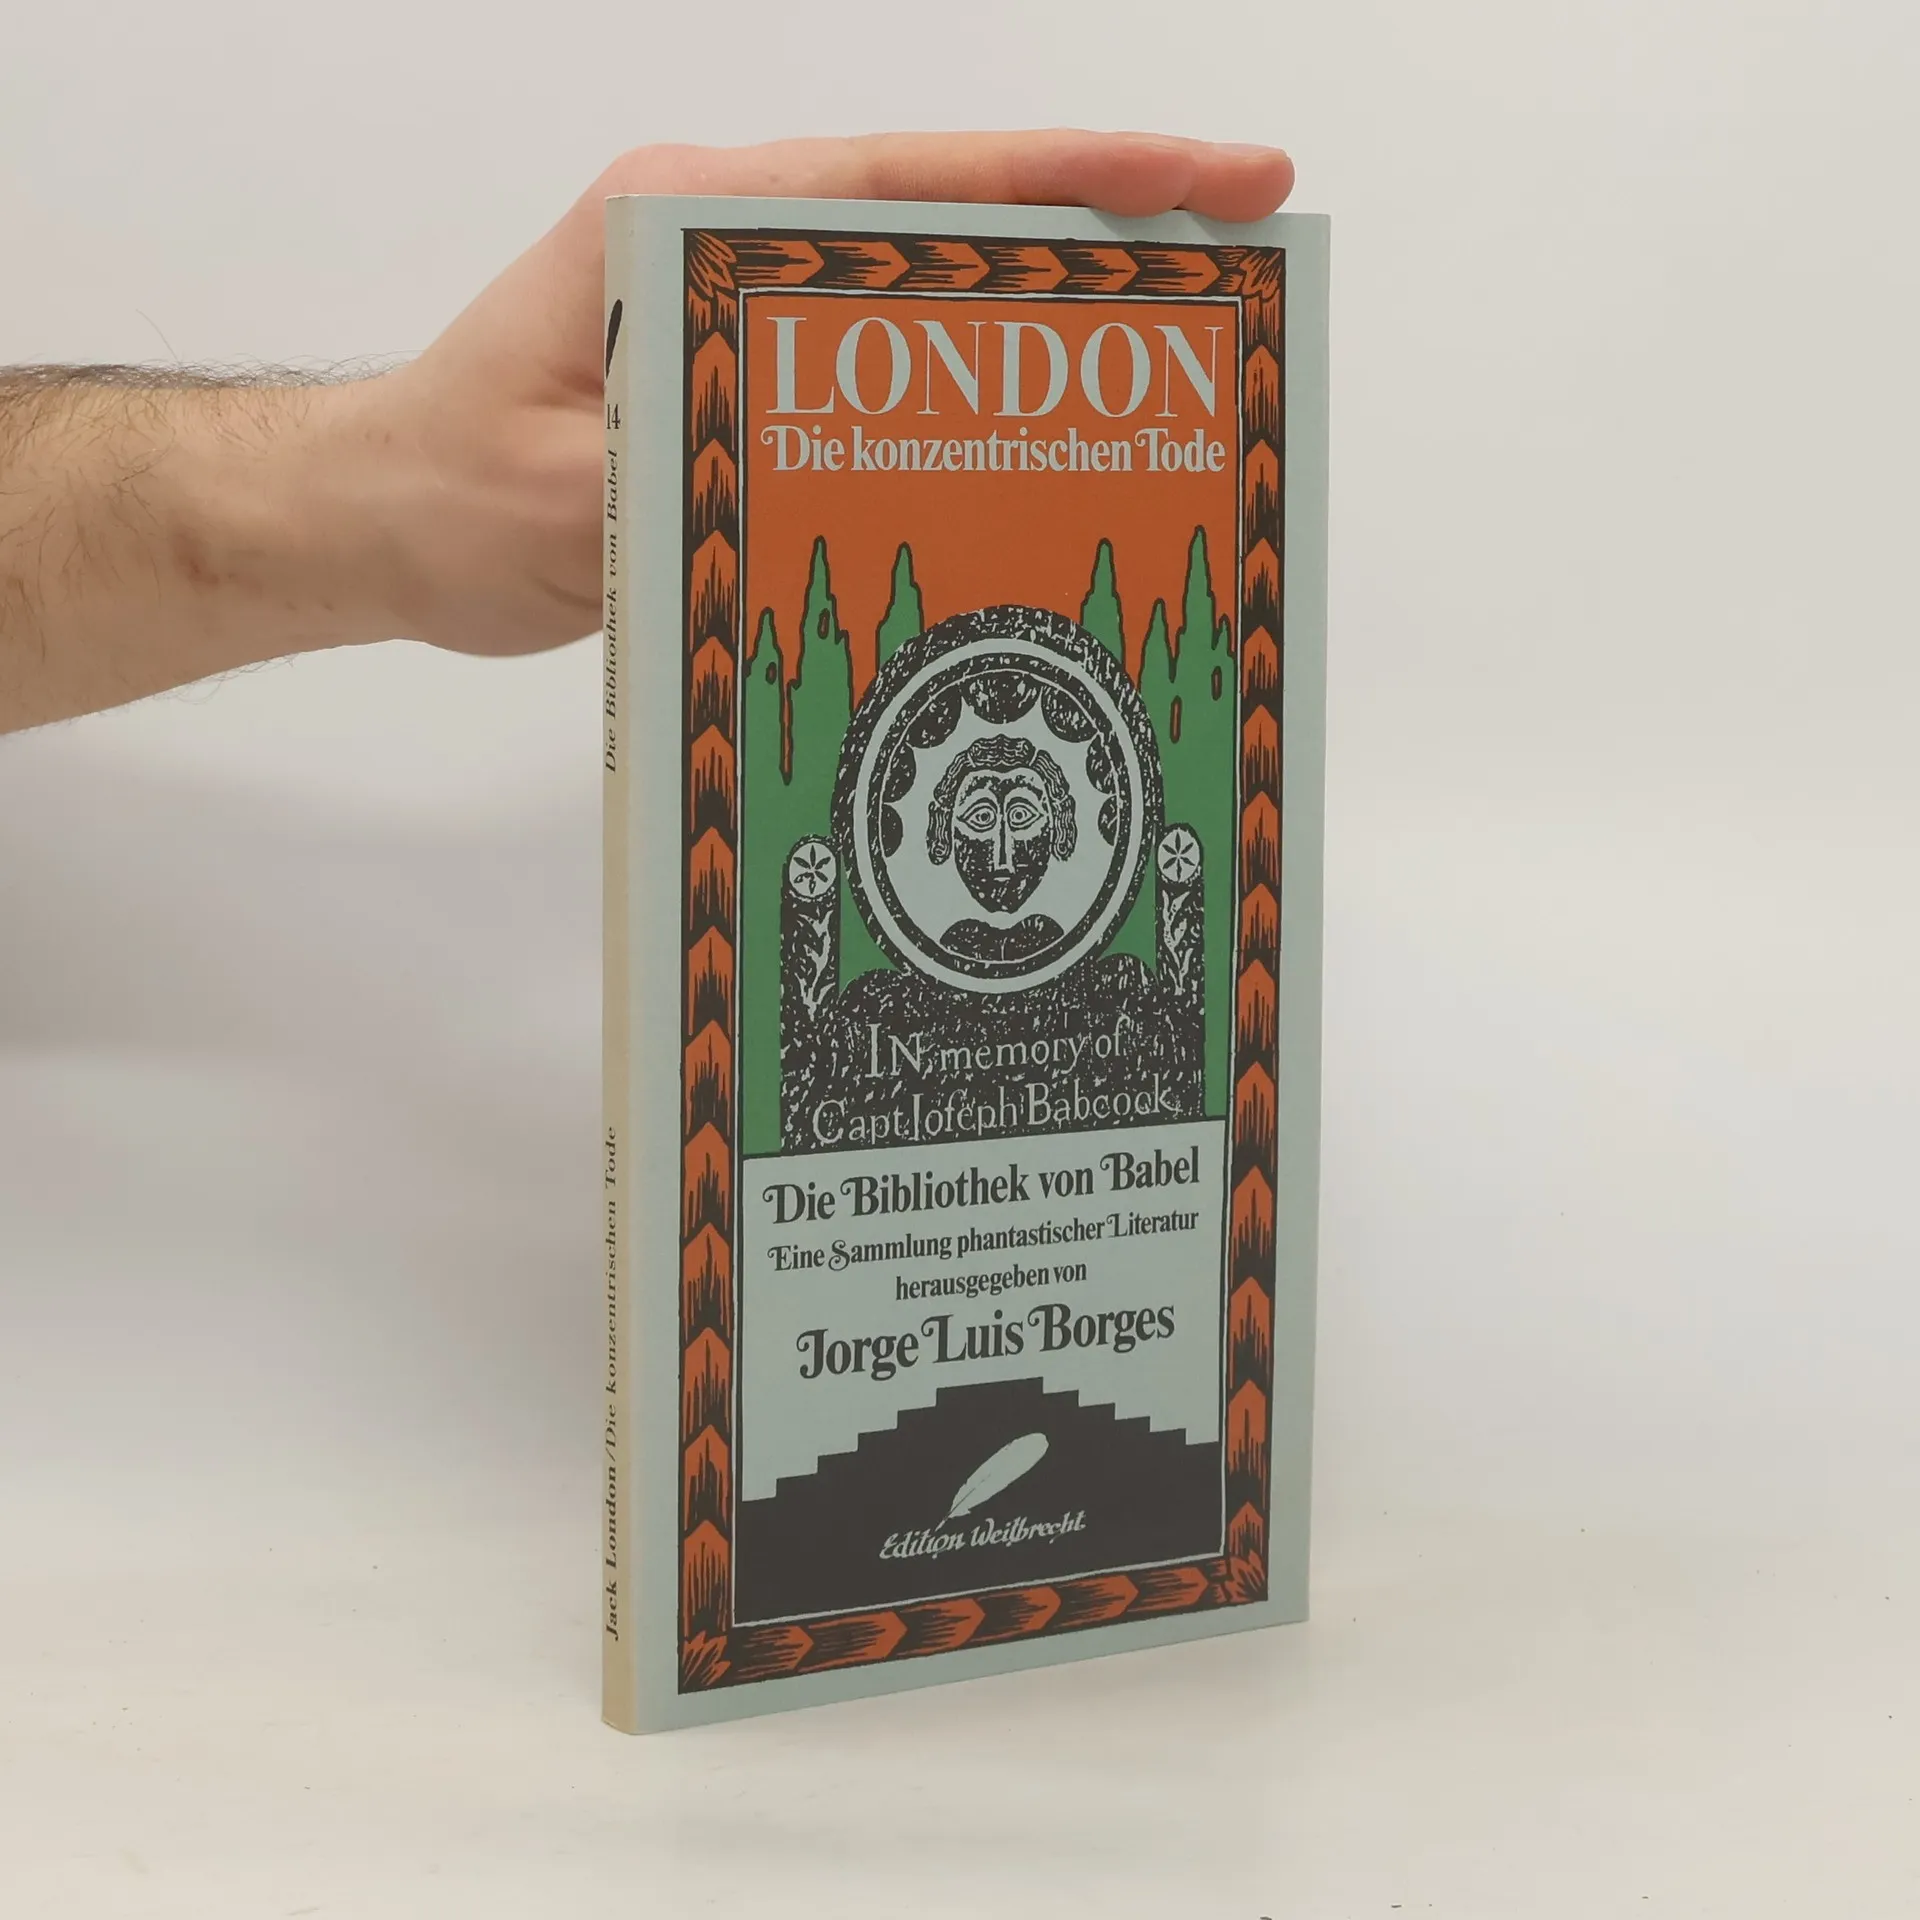 LONDON
Die konzentrischen Tode
IN memory of
Capt Joſeph Babcock
Die Bibliothek von Babel
Eine Sammlung phantastischer Literatur
herausgegeben von
Jorge Luis Borges
Edition Weitbrecht
14
Die Bibliothek von Babel
Jack London/Die konzentrischen Tode